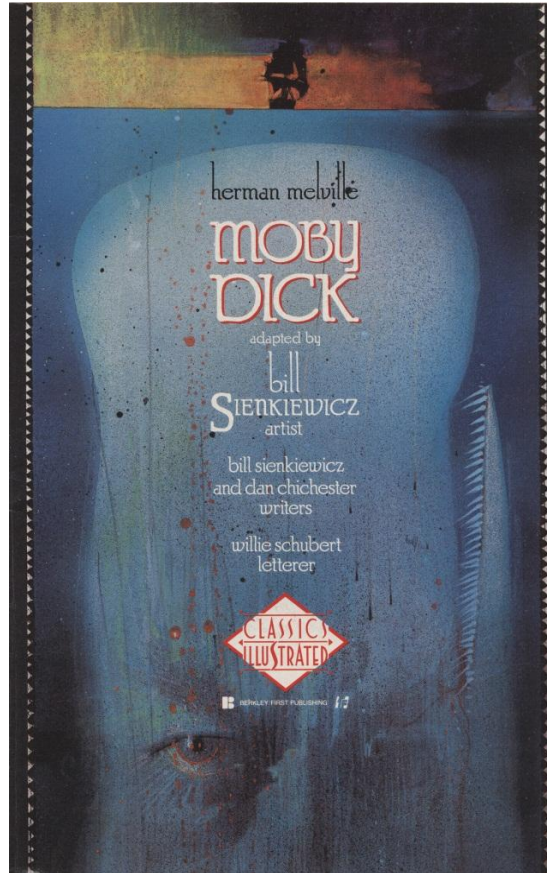 herman melville
MOBY
DICK
adapted by
bill
SIENKIEWICZ
artist
bill sienkiewicz
and dan chichester
writers
willie schubert
letterer
CLASSICS
ILLUSTRATED
BERKLEY FIRST PUBLISHING